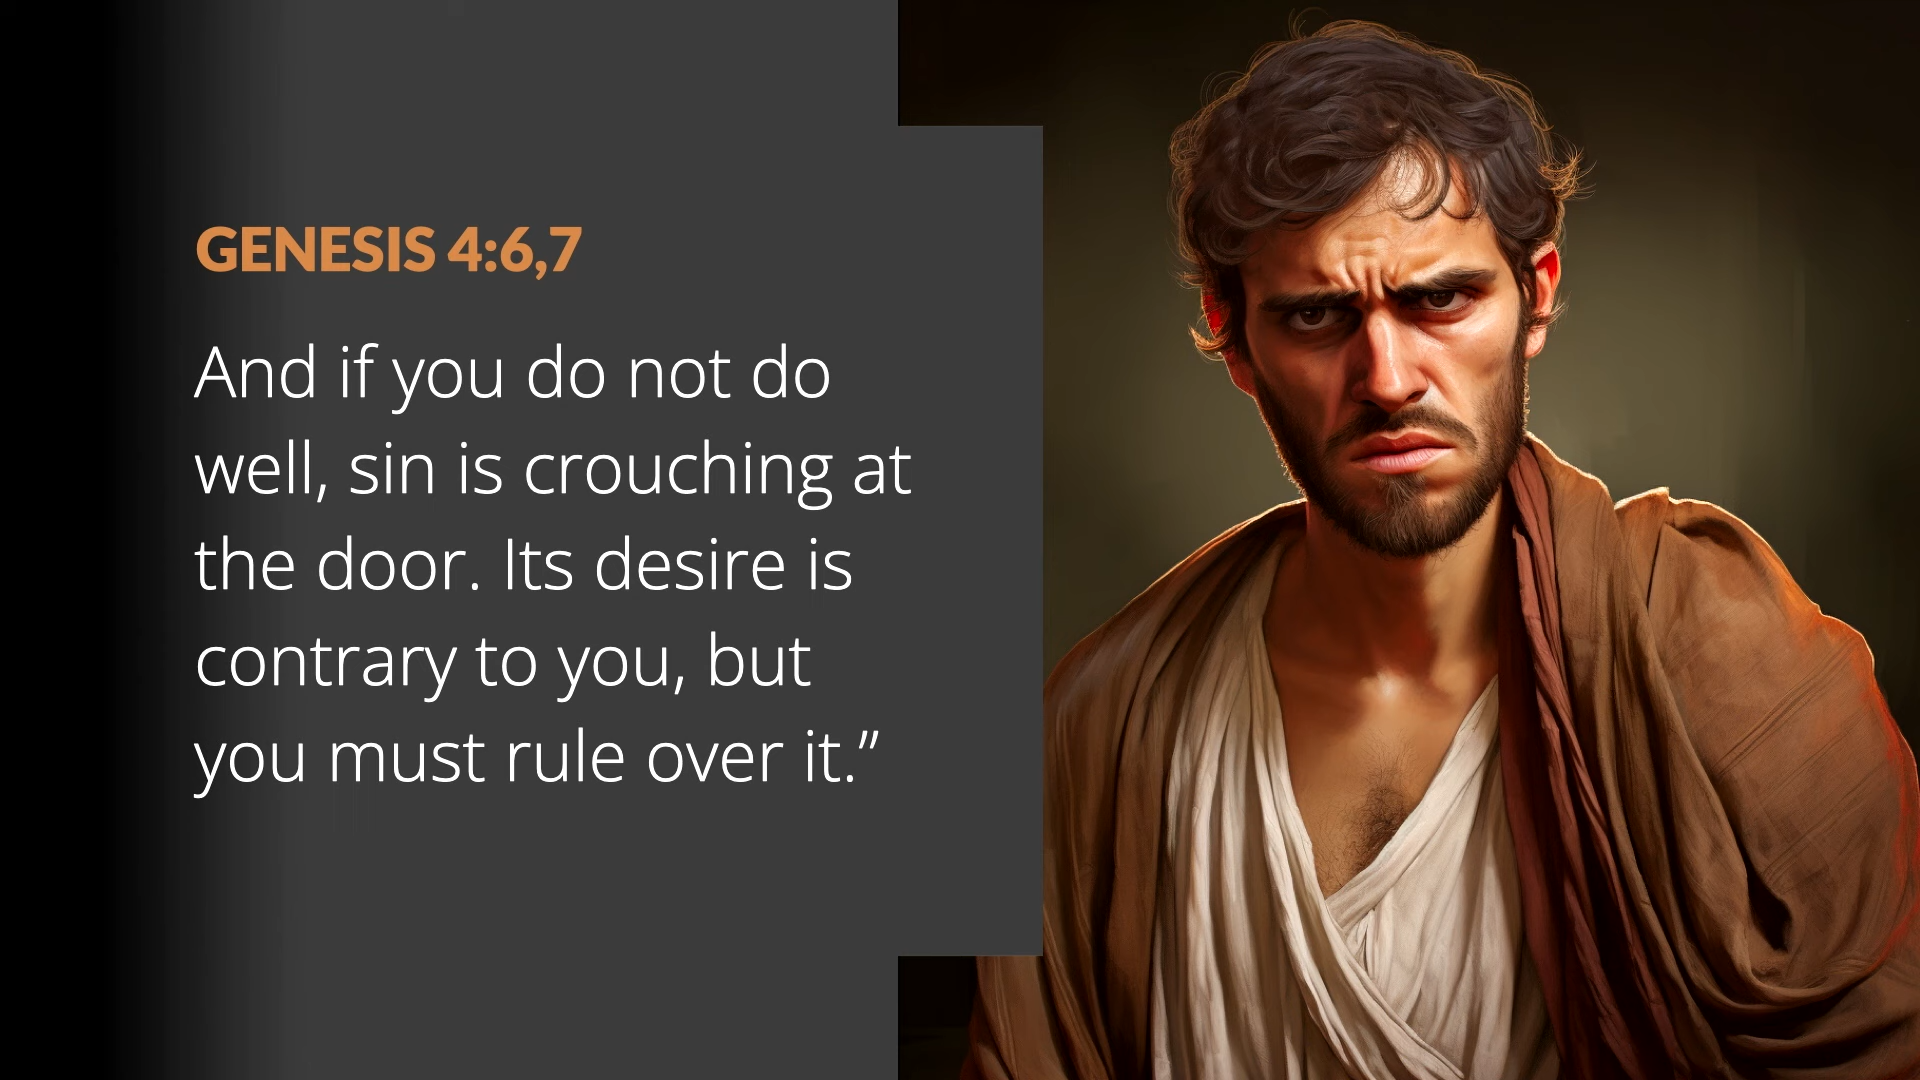 GENESIS 4:6,7
And if you do not do
well, sin is crouching at
the door. Its desire is
contrary to you, but
you must rule over it.”